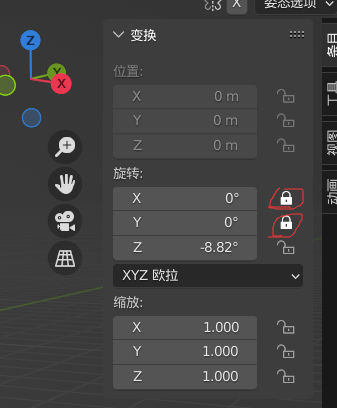 X 姿态选项
Z
Y
X
变换
位置:
X 0 m
Y 0 m
Z 0 m
旋转:
X 0°
Y 0°
Z -8.82°
XYZ 欧拉
缩放:
X 1.000
Y 1.000
Z 1.000
条目
工具
视图
动画